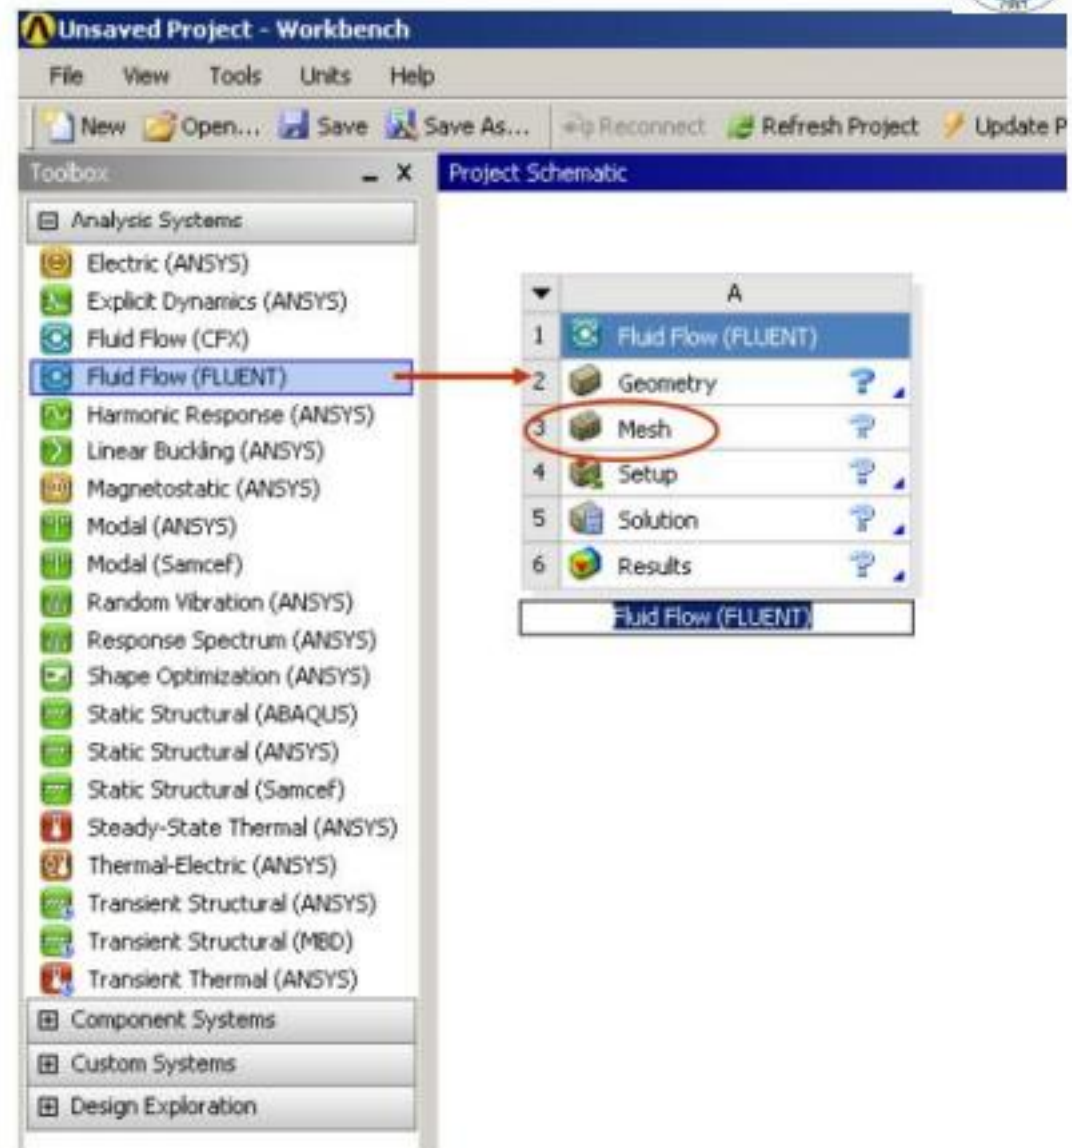 Unsaved Project - Workbench
File View Tools Units Help
New Open... Save Save As... Reconnect Refresh Project Update P
Toolbox Project Schematic
Analysis Systems
Electric (ANSYS)
Explicit Dynamics (ANSYS)
Fluid Flow (CFX)
Fluid Flow (FLUENT)
Harmonic Response (ANSYS)
Linear Buckling (ANSYS)
Magnetostatic (ANSYS)
Modal (ANSYS)
Modal (Samcef)
Random Vibration (ANSYS)
Response Spectrum (ANSYS)
Shape Optimization (ANSYS)
Static Structural (ABAQUS)
Static Structural (ANSYS)
Static Structural (Samcef)
Steady-State Thermal (ANSYS)
Thermal-Electric (ANSYS)
Transient Structural (ANSYS)
Transient Structural (MBD)
Transient Thermal (ANSYS)
Component Systems
Custom Systems
Design Exploration
A
1 Fluid Flow (FLUENT)
2 Geometry ?
3 Mesh ?
4 Setup ?
5 Solution ?
6 Results ?
Fluid Flow (FLUENT)